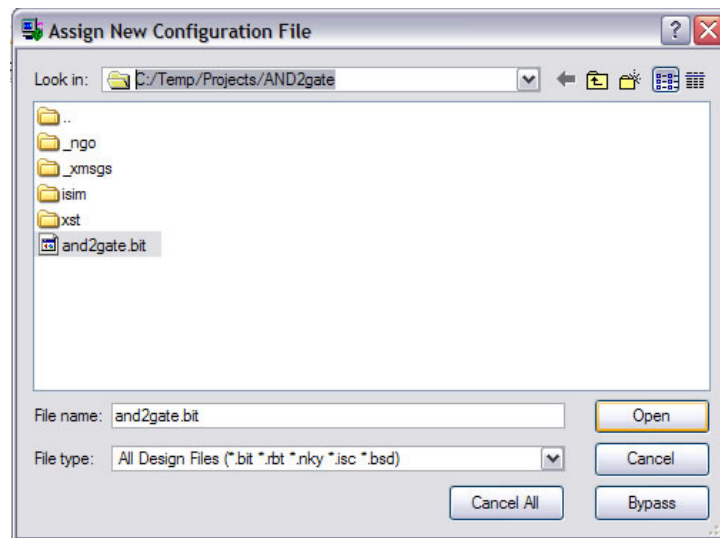 Assign New Configuration File
Look in: C:/Temp/Projects/AND2gate
..
_ngo
_xmsgs
isim
xst
and2gate.bit
File name: and2gate.bit Open
File type: All Design Files (*.bit *.rbt *.nky *.isc *.bsd) Cancel
Cancel All Bypass